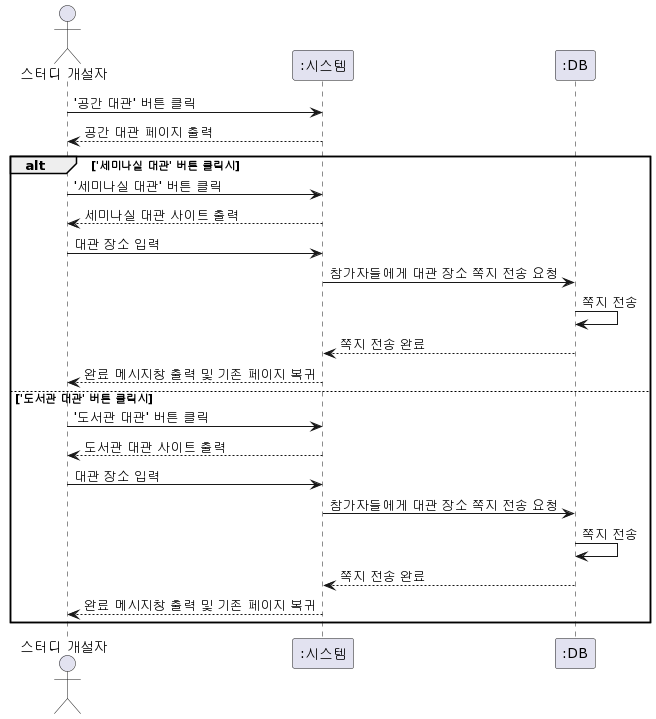 스터디 개설자
:시스템
:DB
'공간 대관' 버튼 클릭
공간 대관 페이지 출력
alt
['세미나실 대관' 버튼 클릭시]
'세미나실 대관' 버튼 클릭
세미나실 대관 사이트 출력
대관 장소 입력
참가자들에게 대관 장소 쪽지 전송 요청
쪽지 전송
쪽지 전송 완료
완료 메시지창 출력 및 기존 페이지 복귀
['도서관 대관' 버튼 클릭시]
'도서관 대관' 버튼 클릭
도서관 대관 사이트 출력
대관 장소 입력
참가자들에게 대관 장소 쪽지 전송 요청
쪽지 전송
쪽지 전송 완료
완료 메시지창 출력 및 기존 페이지 복귀
스터디 개설자
:시스템
:DB